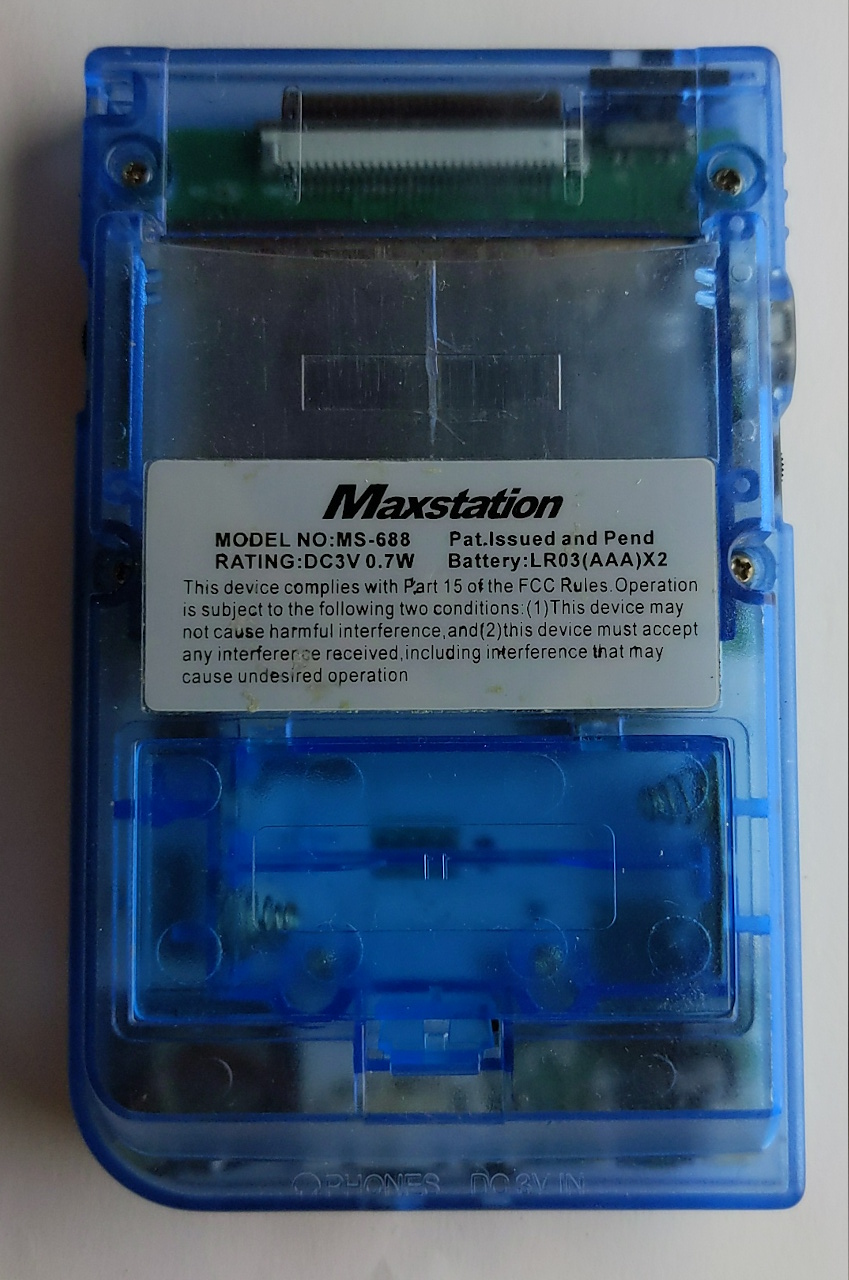 Maxstation
MODEL NO:MS-688 Pat.Issued and Pend
RATING:DC3V 0.7W Battery:LR03(AAA)X2
This device complies with Part 15 of the FCC Rules.Operation
is subject to the following two conditions:(1)This device may
not cause harmful interference,and(2)this device must accept
any interference received,including interference that may
cause undesired operation
PHONES DC 3V IN